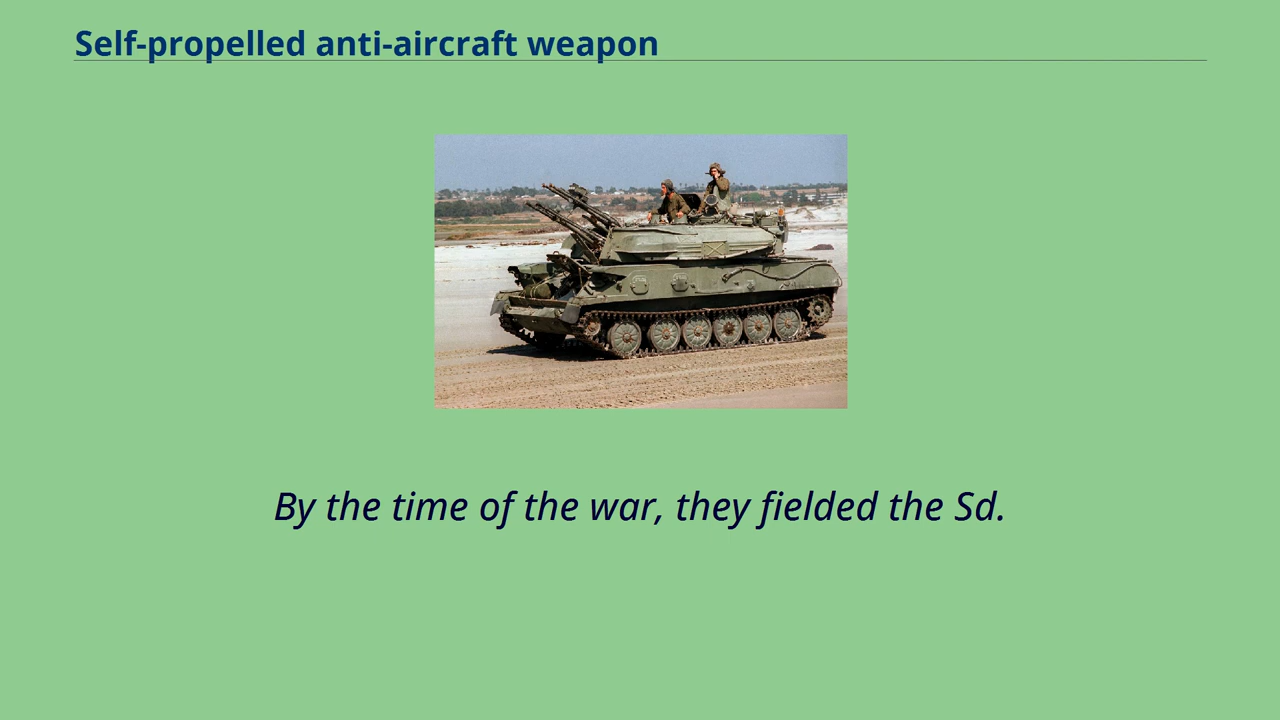 Self-propelled anti-aircraft weapon
By the time of the war, they fielded the Sd.